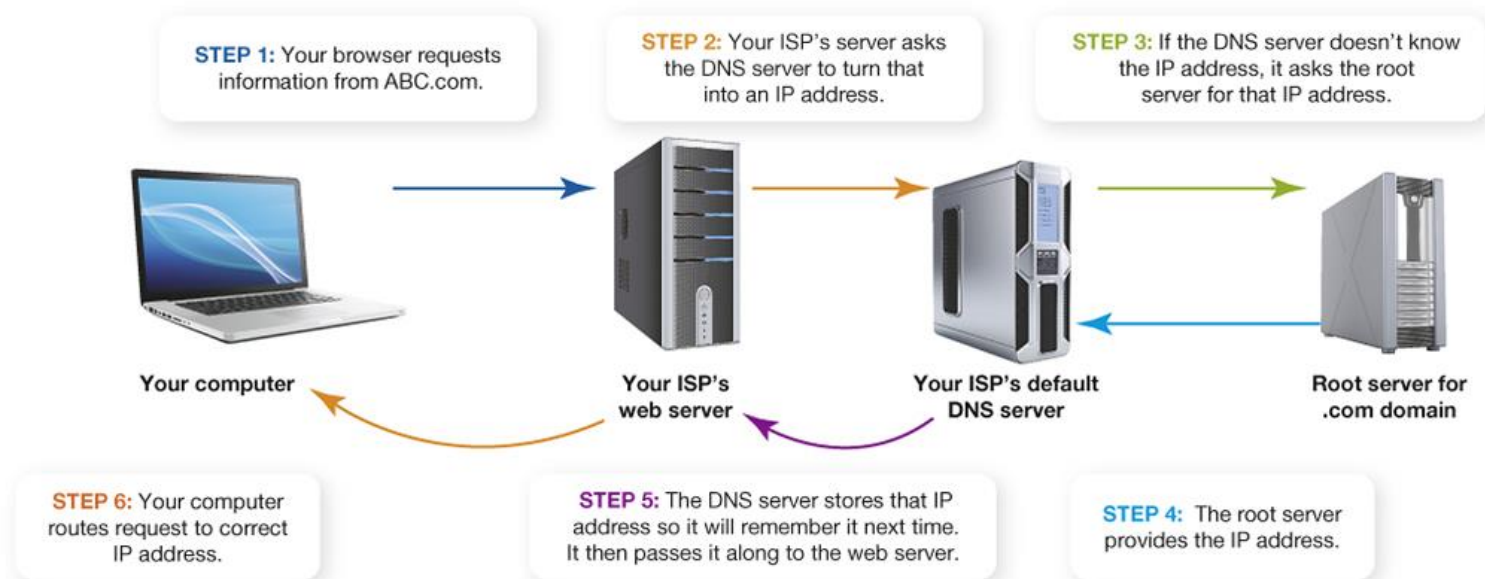 STEP 1: Your browser requests
information from ABC.com.
STEP 2: Your ISP's server asks
the DNS server to turn that
into an IP address.
STEP 3: If the DNS server doesn't know
the IP address, it asks the root
server for that IP address.
Your computer
Your ISP's
web server
Your ISP's default
DNS server
Root server for
.com domain
STEP 6: Your computer
routes request to correct
IP address.
STEP 5: The DNS server stores that IP
address so it will remember it next time.
It then passes it along to the web server.
STEP 4: The root server
provides the IP address.